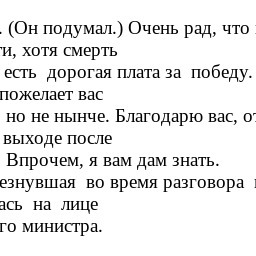 . (Он подумал.) Очень рад, что
ти, хотя смерть
есть дорогая плата за победу.
пожелает вас
но не нынче. Благодарю вас, от
выходе после
Впрочем, я вам дам знать.
езнувшая во время разговора
ась на лице
го министра.